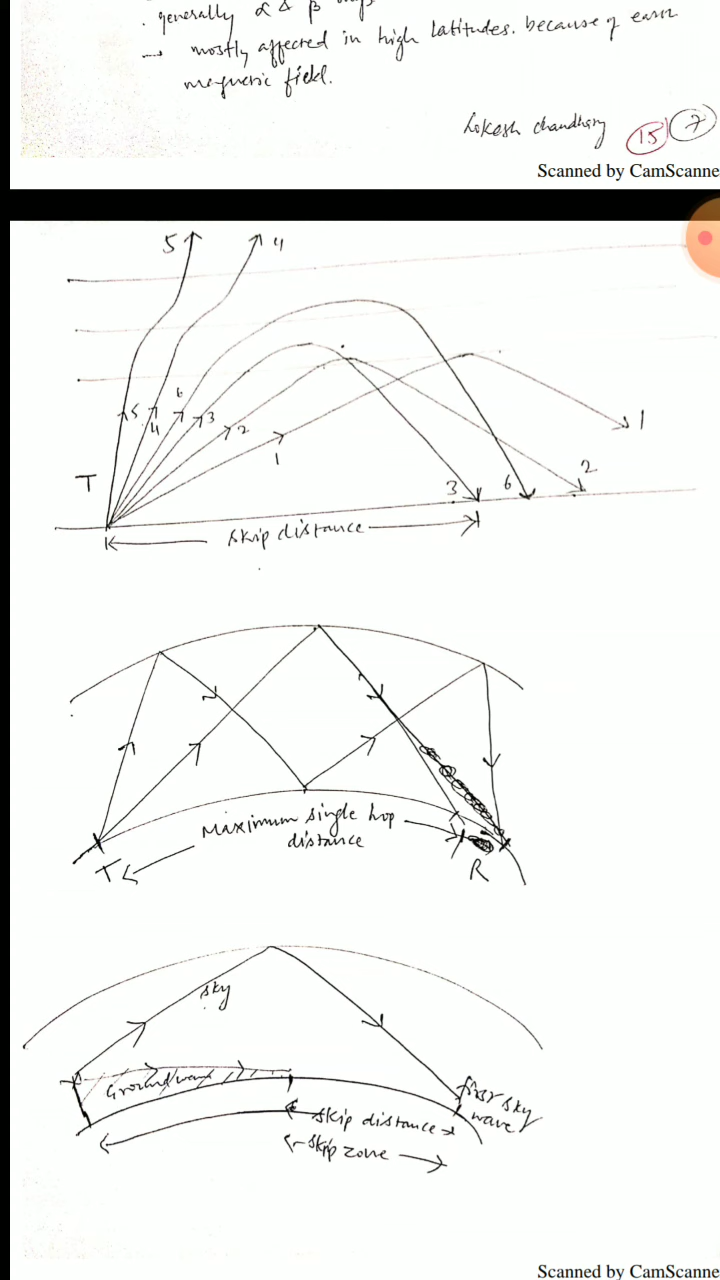 . generally α & β
→ mostly affected in high latitudes. because of earth
magnetic field.
Lokesh chaudhary 15 7
Scanned by CamScanne
5 4
5 4 6 3 2 1
1
T
3 6 2
skip distance
Maximum single hop
distance
T R
sky
Ground wave
first sky
wave
skip distance
skip zone
Scanned by CamScanne